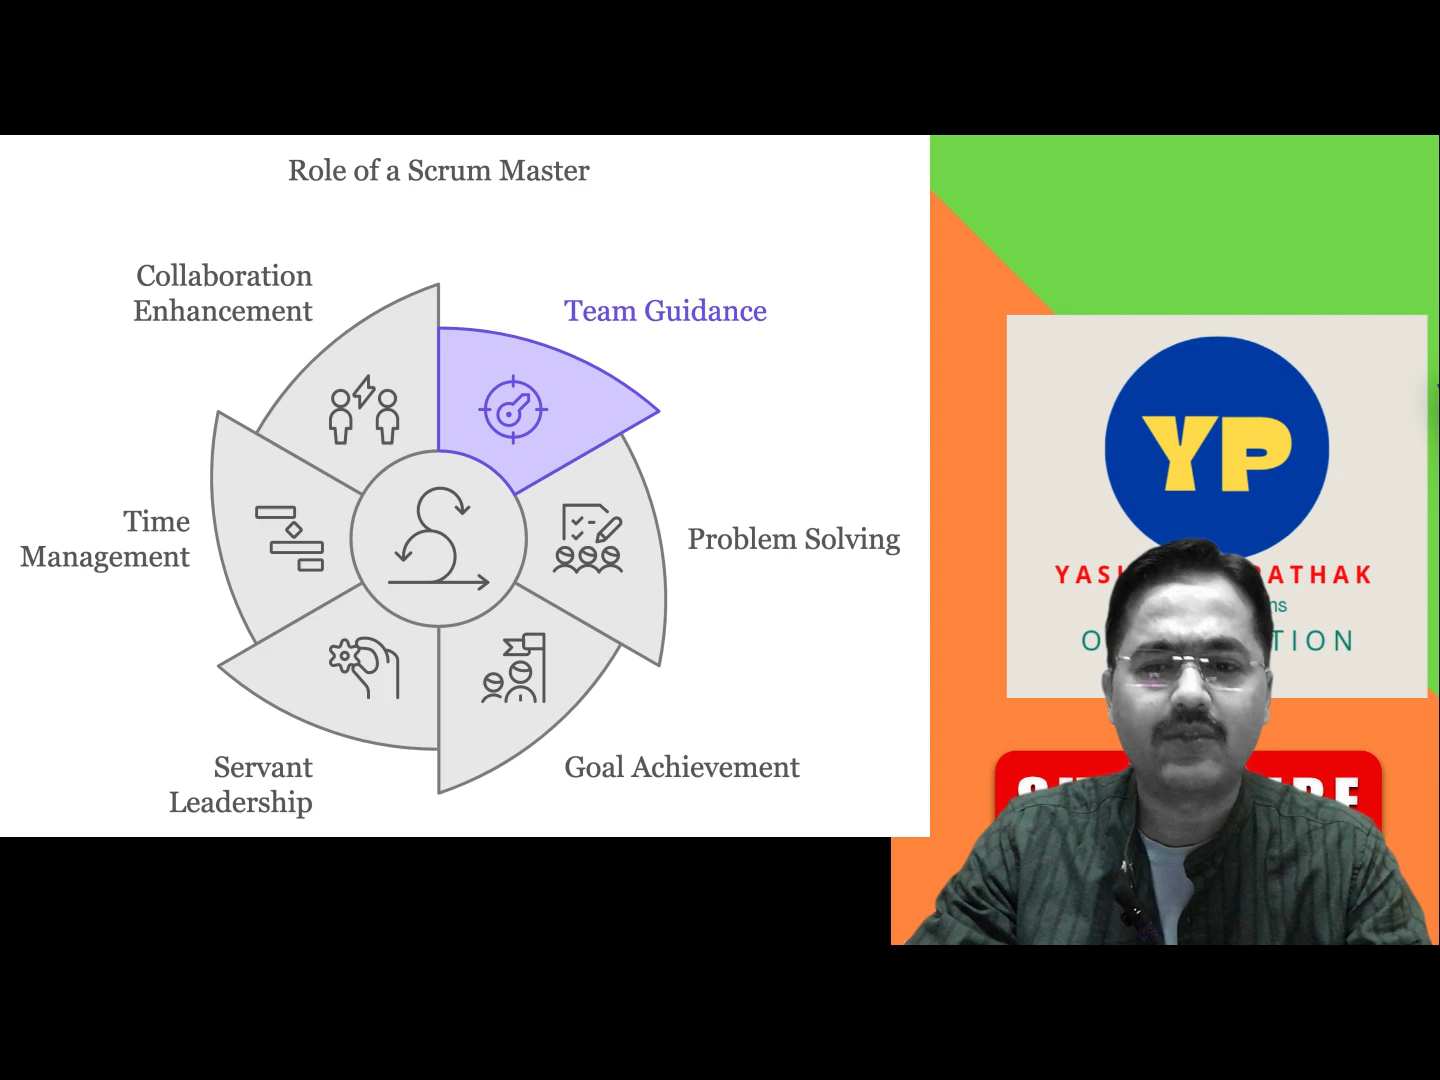 Role of a Scrum Master
Collaboration
Enhancement
Team Guidance
Time
Management
Problem Solving
Servant
Leadership
Goal Achievement
YP